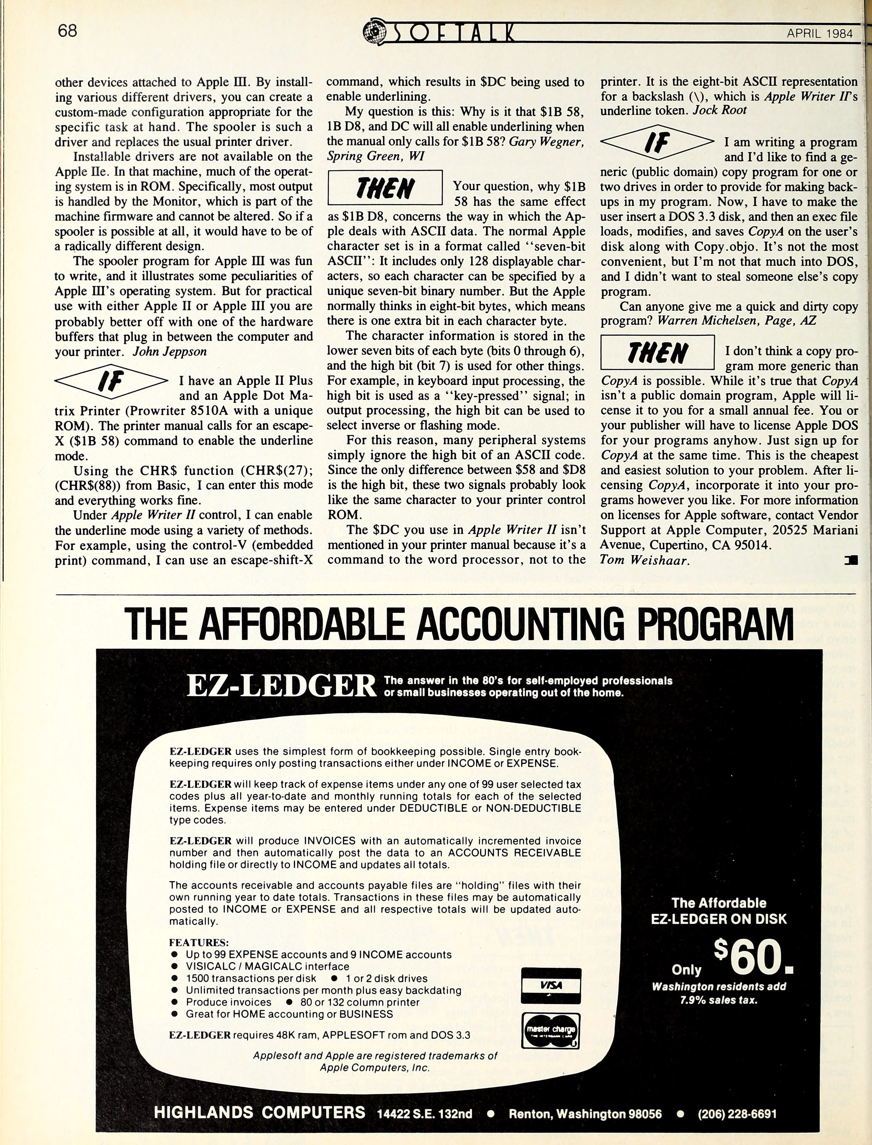 68
SOFTALK
APRIL 1984
other devices attached to Apple III. By install-
ing various different drivers, you can create a
custom-made configuration appropriate for the
specific task at hand. The spooler is such a
driver and replaces the usual printer driver.
Installable drivers are not available on the
Apple IIe. In that machine, much of the operat-
ing system is in ROM. Specifically, most output
is handled by the Monitor, which is part of the
machine firmware and cannot be altered. So if a
spooler is possible at all, it would have to be of
a radically different design.
The spooler program for Apple III was fun
to write, and it illustrates some peculiarities of
Apple III's operating system. But for practical
use with either Apple II or Apple III you are
probably better off with one of the hardware
buffers that plug in between the computer and
your printer. John Jeppson
IF
I have an Apple II Plus
and an Apple Dot Ma-
trix Printer (Prowriter 8510A with a unique
ROM). The printer manual calls for an escape-
X ($1B 58) command to enable the underline
mode.
Using the CHR$ function (CHR$(27);
(CHR$(88)) from Basic, I can enter this mode
and everything works fine.
Under Apple Writer II control, I can enable
the underline mode using a variety of methods.
For example, using the control-V (embedded
print) command, I can use an escape-shift-X
command, which results in $DC being used to
enable underlining.
My question is this: Why is it that $1B 58,
1B D8, and DC will all enable underlining when
the manual only calls for $1B 58? Gary Wegner,
Spring Green, WI
THEN
Your question, why $1B
58 has the same effect
as $1B D8, concerns the way in which the Ap-
ple deals with ASCII data. The normal Apple
character set is in a format called "seven-bit
ASCII": It includes only 128 displayable char-
acters, so each character can be specified by a
unique seven-bit binary number. But the Apple
normally thinks in eight-bit bytes, which means
there is one extra bit in each character byte.
The character information is stored in the
lower seven bits of each byte (bits 0 through 6),
and the high bit (bit 7) is used for other things.
For example, in keyboard input processing, the
high bit is used as a "key-pressed" signal; in
output processing, the high bit can be used to
select inverse or flashing mode.
For this reason, many peripheral systems
simply ignore the high bit of an ASCII code.
Since the only difference between $58 and $D8
is the high bit, these two signals probably look
like the same character to your printer control
ROM.
The $DC you use in Apple Writer II isn't
mentioned in your printer manual because it's a
command to the word processor, not to the
printer. It is the eight-bit ASCII representation
for a backslash (\), which is Apple Writer II's
underline token. Jock Root
IF
I am writing a program
and I'd like to find a ge-
neric (public domain) copy program for one or
two drives in order to provide for making back-
ups in my program. Now, I have to make the
user insert a DOS 3.3 disk, and then an exec file
loads, modifies, and saves CopyA on the user's
disk along with Copy.objo. It's not the most
convenient, but I'm not that much into DOS,
and I didn't want to steal someone else's copy
program.
Can anyone give me a quick and dirty copy
program? Warren Michelsen, Page, AZ
THEN
I don't think a copy pro-
gram more generic than
CopyA is possible. While it's true that CopyA
isn't a public domain program, Apple will li-
cense it to you for a small annual fee. You or
your publisher will have to license Apple DOS
for your programs anyhow. Just sign up for
CopyA at the same time. This is the cheapest
and easiest solution to your problem. After li-
censing CopyA, incorporate it into your pro-
grams however you like. For more information
on licenses for Apple software, contact Vendor
Support at Apple Computer, 20525 Mariani
Avenue, Cupertino, CA 95014.
Tom Weishaar.
THE AFFORDABLE ACCOUNTING PROGRAM
EZ-LEDGER The answer in the 80's for self-employed professionals
or small businesses operating out of the home.
EZ-LEDGER uses the simplest form of bookkeeping possible. Single entry book-
keeping requires only posting transactions either under INCOME or EXPENSE.
EZ-LEDGER will keep track of expense items under any one of 99 user selected tax
codes plus all year-to-date and monthly running totals for each of the selected
items. Expense items may be entered under DEDUCTIBLE or NON-DEDUCTIBLE
type codes.
EZ-LEDGER will produce INVOICES with an automatically incremented invoice
number and then automatically post the data to an ACCOUNTS RECEIVABLE
holding file or directly to INCOME and updates all totals.
The accounts receivable and accounts payable files are "holding" files with their
own running year to date totals. Transactions in these files may be automatically
posted to INCOME or EXPENSE and all respective totals will be updated auto-
matically.
FEATURES:
● Up to 99 EXPENSE accounts and 9 INCOME accounts
● VISICALC / MAGICALC interface
● 1500 transactions per disk ● 1 or 2 disk drives
● Unlimited transactions per month plus easy backdating
● Produce invoices ● 80 or 132 column printer
● Great for HOME accounting or BUSINESS
EZ-LEDGER requires 48K ram, APPLESOFT rom and DOS 3.3
Applesoft and Apple are registered trademarks of
Apple Computers, Inc.
VISA
master charge
THE INTERBANK CARD
The Affordable
EZ-LEDGER ON DISK
Only $60.
Washington residents add
7.9% sales tax.
HIGHLANDS COMPUTERS 14422 S.E. 132nd ● Renton, Washington 98056 ● (206) 228-6691